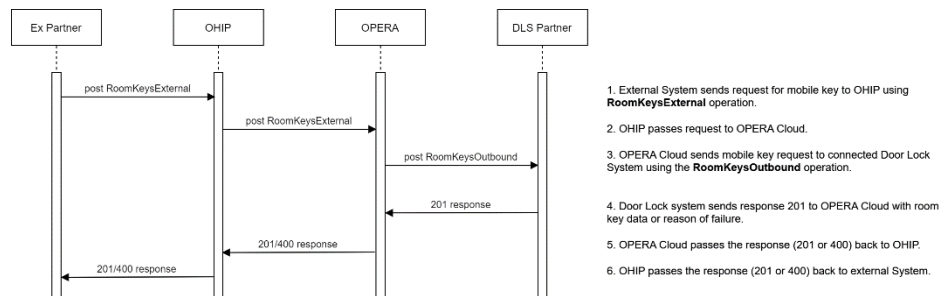 Ex Partner
OHIP
OPERA
DLS Partner
post RoomKeysExternal
post RoomKeysExternal
post RoomKeysOutbound
201 response
201/400 response
201/400 response
1. External System sends request for mobile key to OHIP using
RoomKeysExternal operation.
2. OHIP passes request to OPERA Cloud.
3. OPERA Cloud sends mobile key request to connected Door Lock
System using the RoomKeysOutbound operation.
4. Door Lock system sends response 201 to OPERA Cloud with room
key data or reason of failure.
5. OPERA Cloud passes the response (201 or 400) back to OHIP.
6. OHIP passes the response (201 or 400) back to external System.